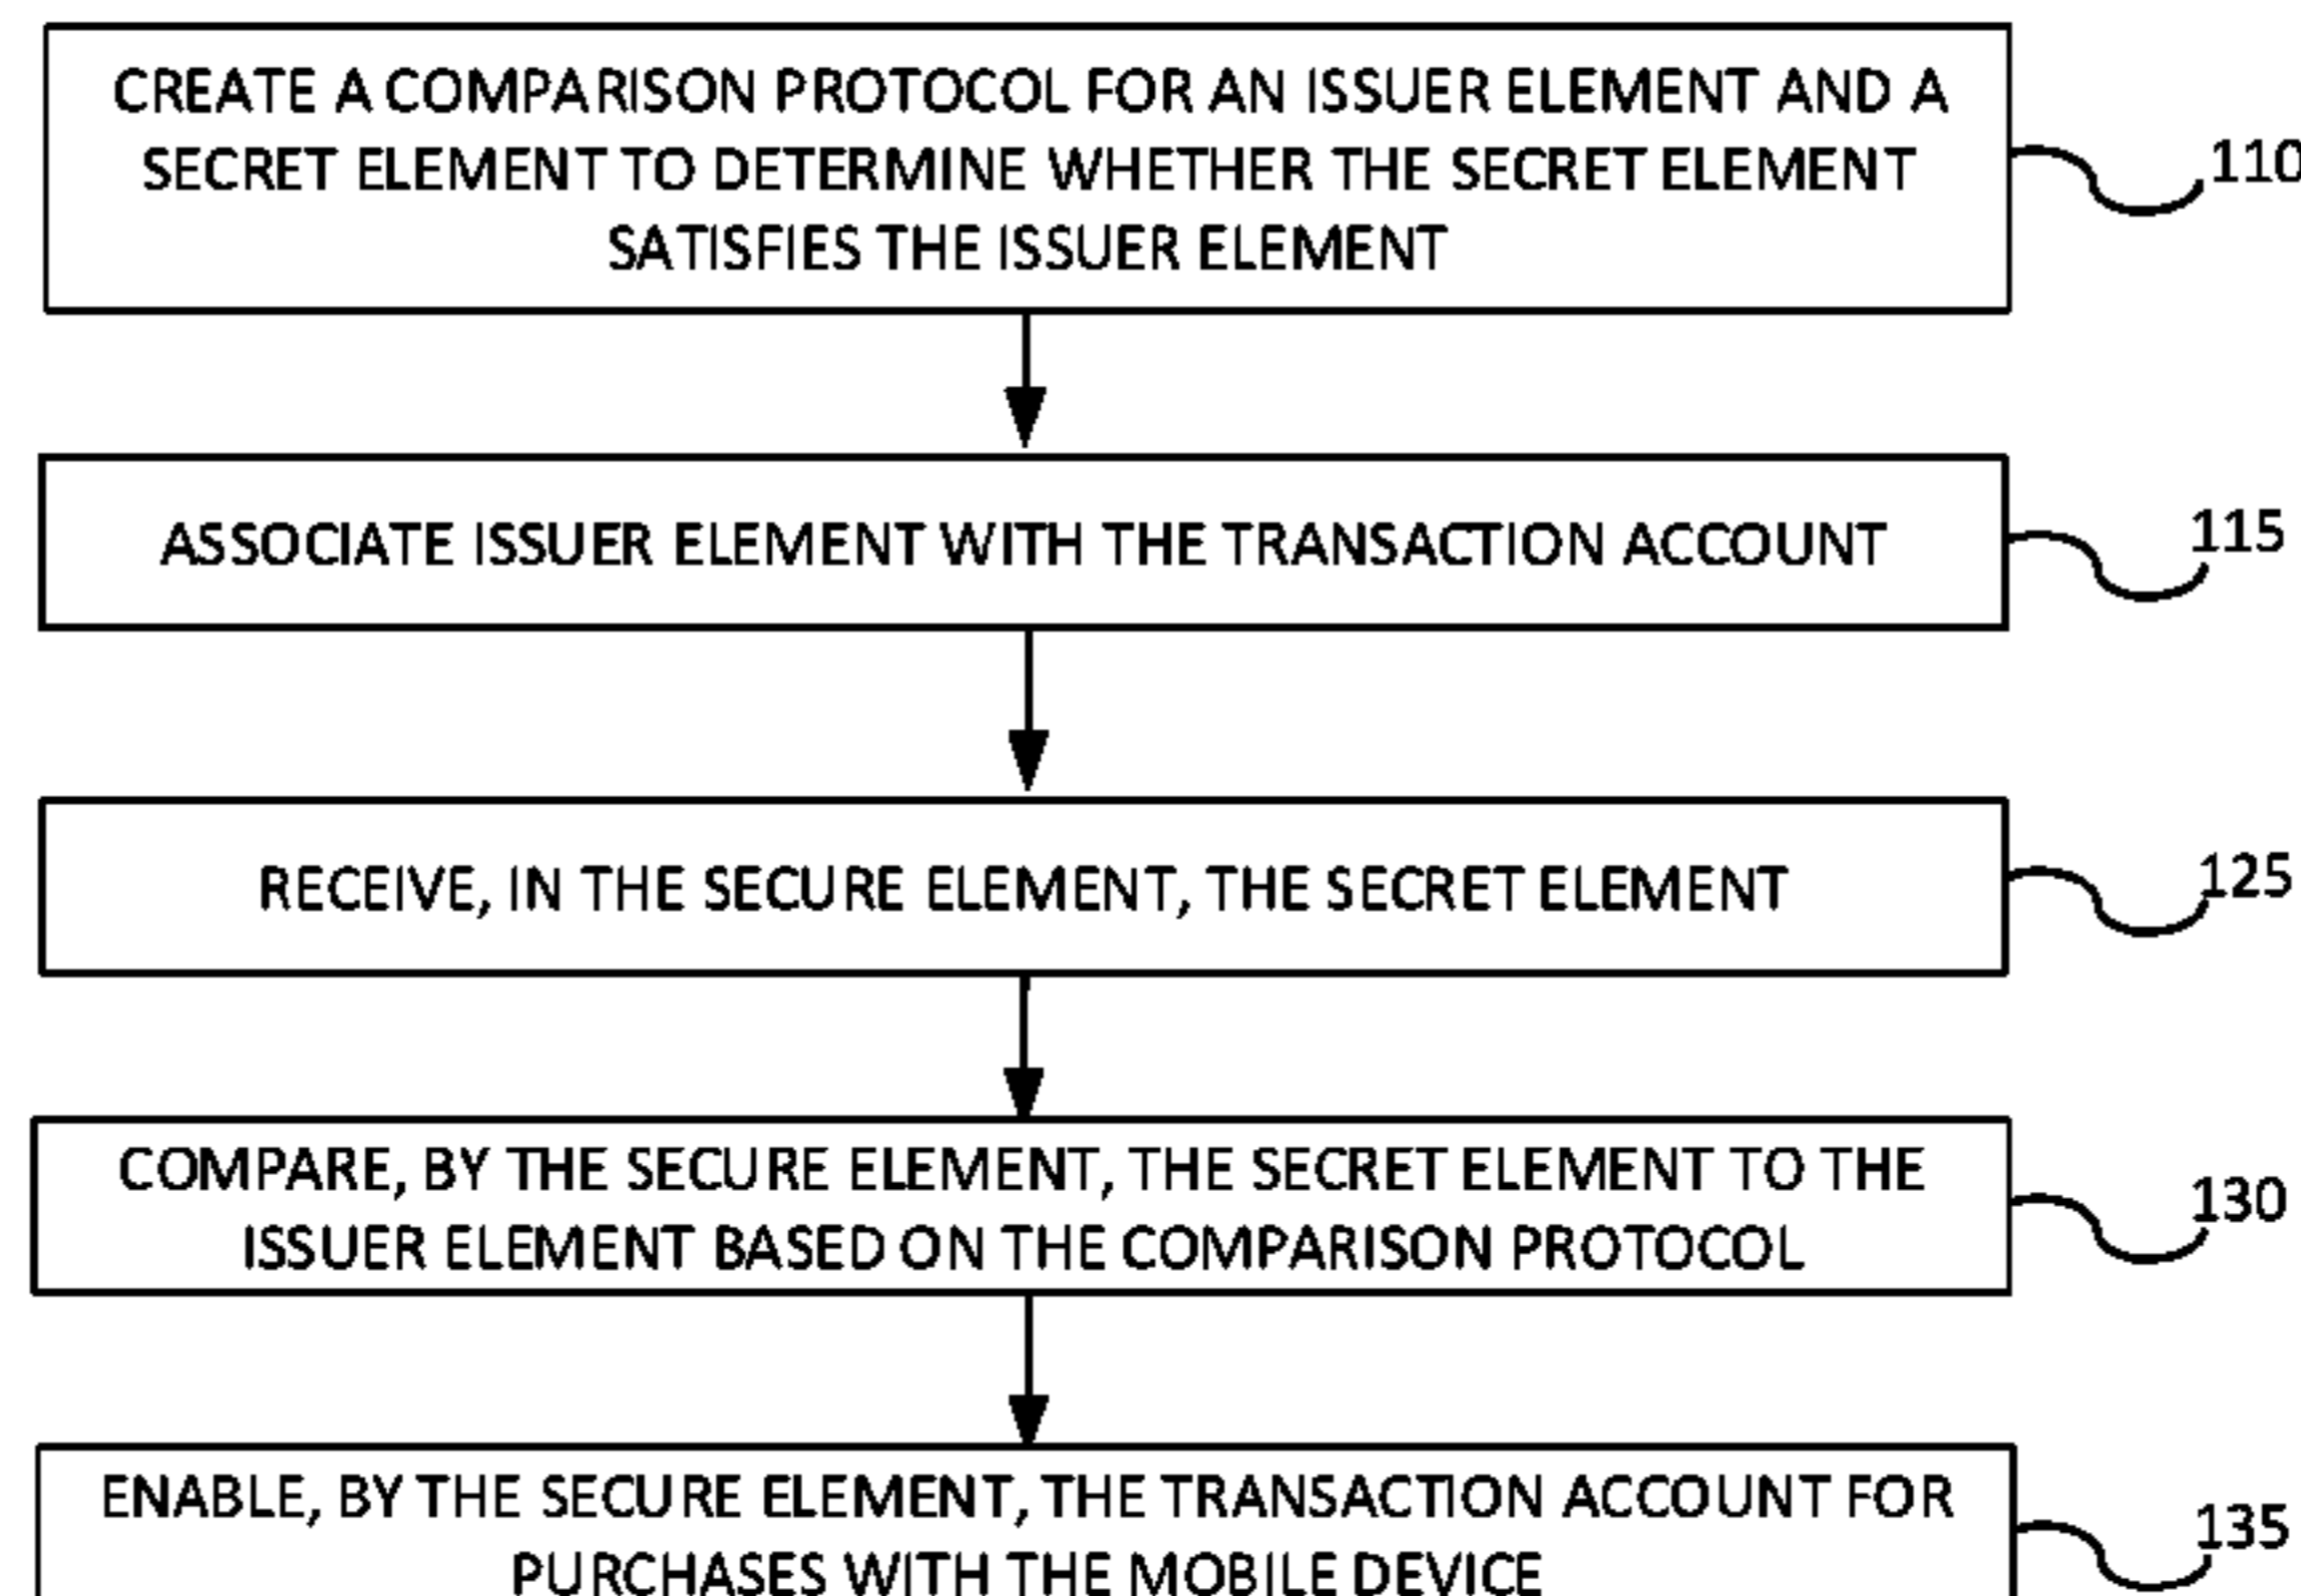 CREATE A COMPARISON PROTOCOL FOR AN ISSUER ELEMENT AND A
SECRET ELEMENT TO DETERMINE WHETHER THE SECRET ELEMENT
SATISFIES THE ISSUER ELEMENT
110
ASSOCIATE ISSUER ELEMENT WITH THE TRANSACTION ACCOUNT
115
RECEIVE, IN THE SECURE ELEMENT, THE SECRET ELEMENT
125
COMPARE, BY THE SECURE ELEMENT, THE SECRET ELEMENT TO THE
ISSUER ELEMENT BASED ON THE COMPARISON PROTOCOL
130
ENABLE, BY THE SECURE ELEMENT, THE TRANSACTION ACCOUNT FOR
PURCHASES WITH THE MOBILE DEVICE
135